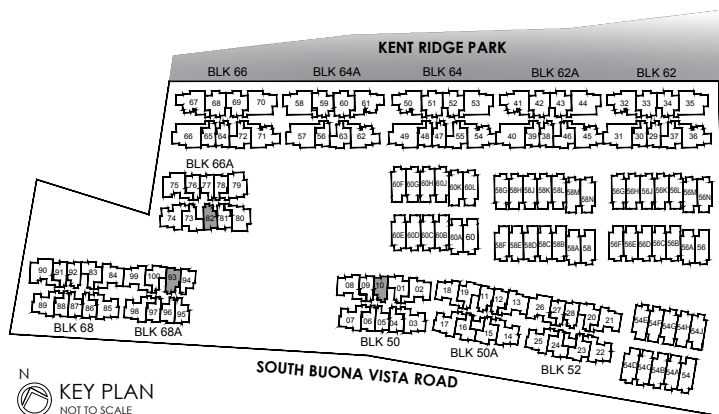 KENT RIDGE PARK
BLK 66 BLK 64A BLK 64 BLK 62A BLK 62
67 68 69 70 58 59 60 61 50 51 52 53 41 42 43 44 32 33 34 35
66 65 64 72 71 57 56 63 62 49 48 47 55 54 40 39 38 46 45 31 30 29 37 36
BLK 66A
75 76 77 78 79 60F 60G 60H 60J 60K 60L 58G 58H 58J 58K 58L 58M 58N 56G 56H 56J 56K 56L 56M 56N
74 73 82 81 80 60E 60D 60C 60B 60A 60 58F 58E 58D 58C 58B 58A 58 56F 56E 56D 56C 56B 56A 56
90 91 92 83 84 99 100 93 94 08 09 10 01 02 18 19 11 12 13 26 27 28 20 21 54E 54F 54G 54H 54J
89 88 87 86 85 98 97 96 95 07 06 05 04 03 17 16 15 14 25 24 23 22 54D 54C 54B 54A 54
BLK 68 BLK 68A BLK 50 BLK 50A BLK 52
SOUTH BUONA VISTA ROAD
N
KEY PLAN
NOT TO SCALE